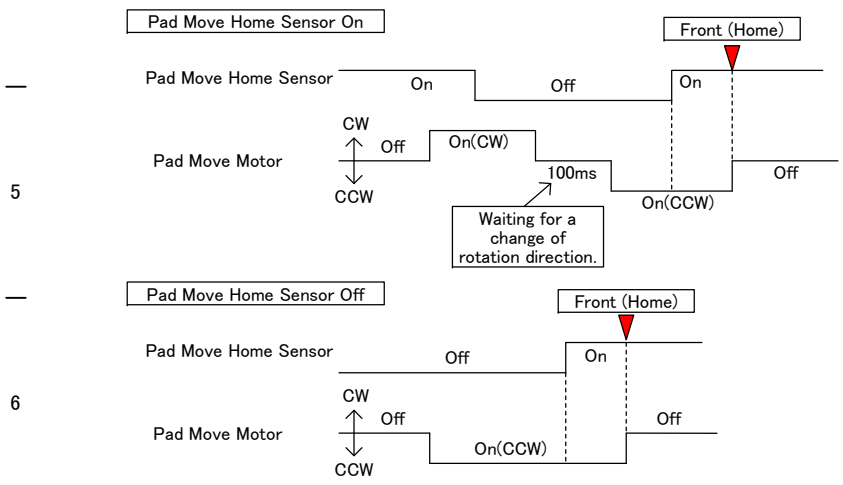 Pad Move Home Sensor On
Front (Home)
Pad Move Home Sensor
On
Off
On
CW
Off
On(CW)
Pad Move Motor
100ms
Off
CCW
On(CCW)
5
Waiting for a
change of
rotation direction.
Pad Move Home Sensor Off
Front (Home)
Pad Move Home Sensor
Off
On
6
CW
Off
Off
Pad Move Motor
On(CCW)
CCW